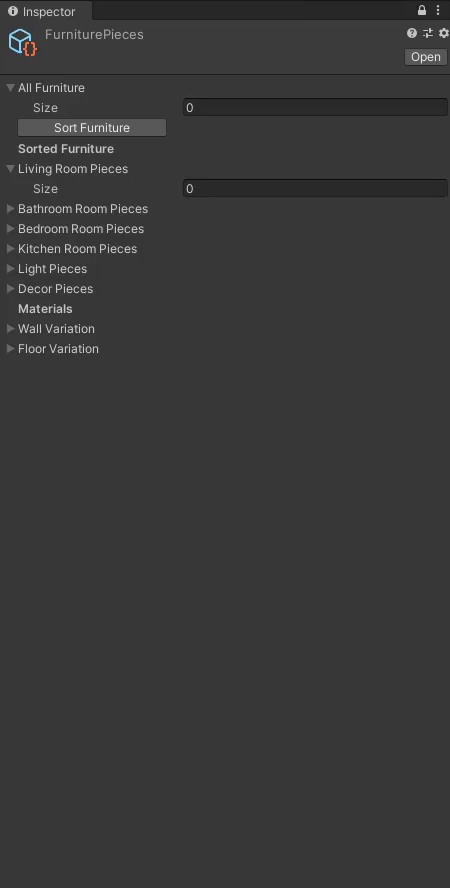 Inspector
FurniturePieces
Open
All Furniture
Size 0
Sort Furniture
Sorted Furniture
Living Room Pieces
Size 0
Bathroom Room Pieces
Bedroom Room Pieces
Kitchen Room Pieces
Light Pieces
Decor Pieces
Materials
Wall Variation
Floor Variation